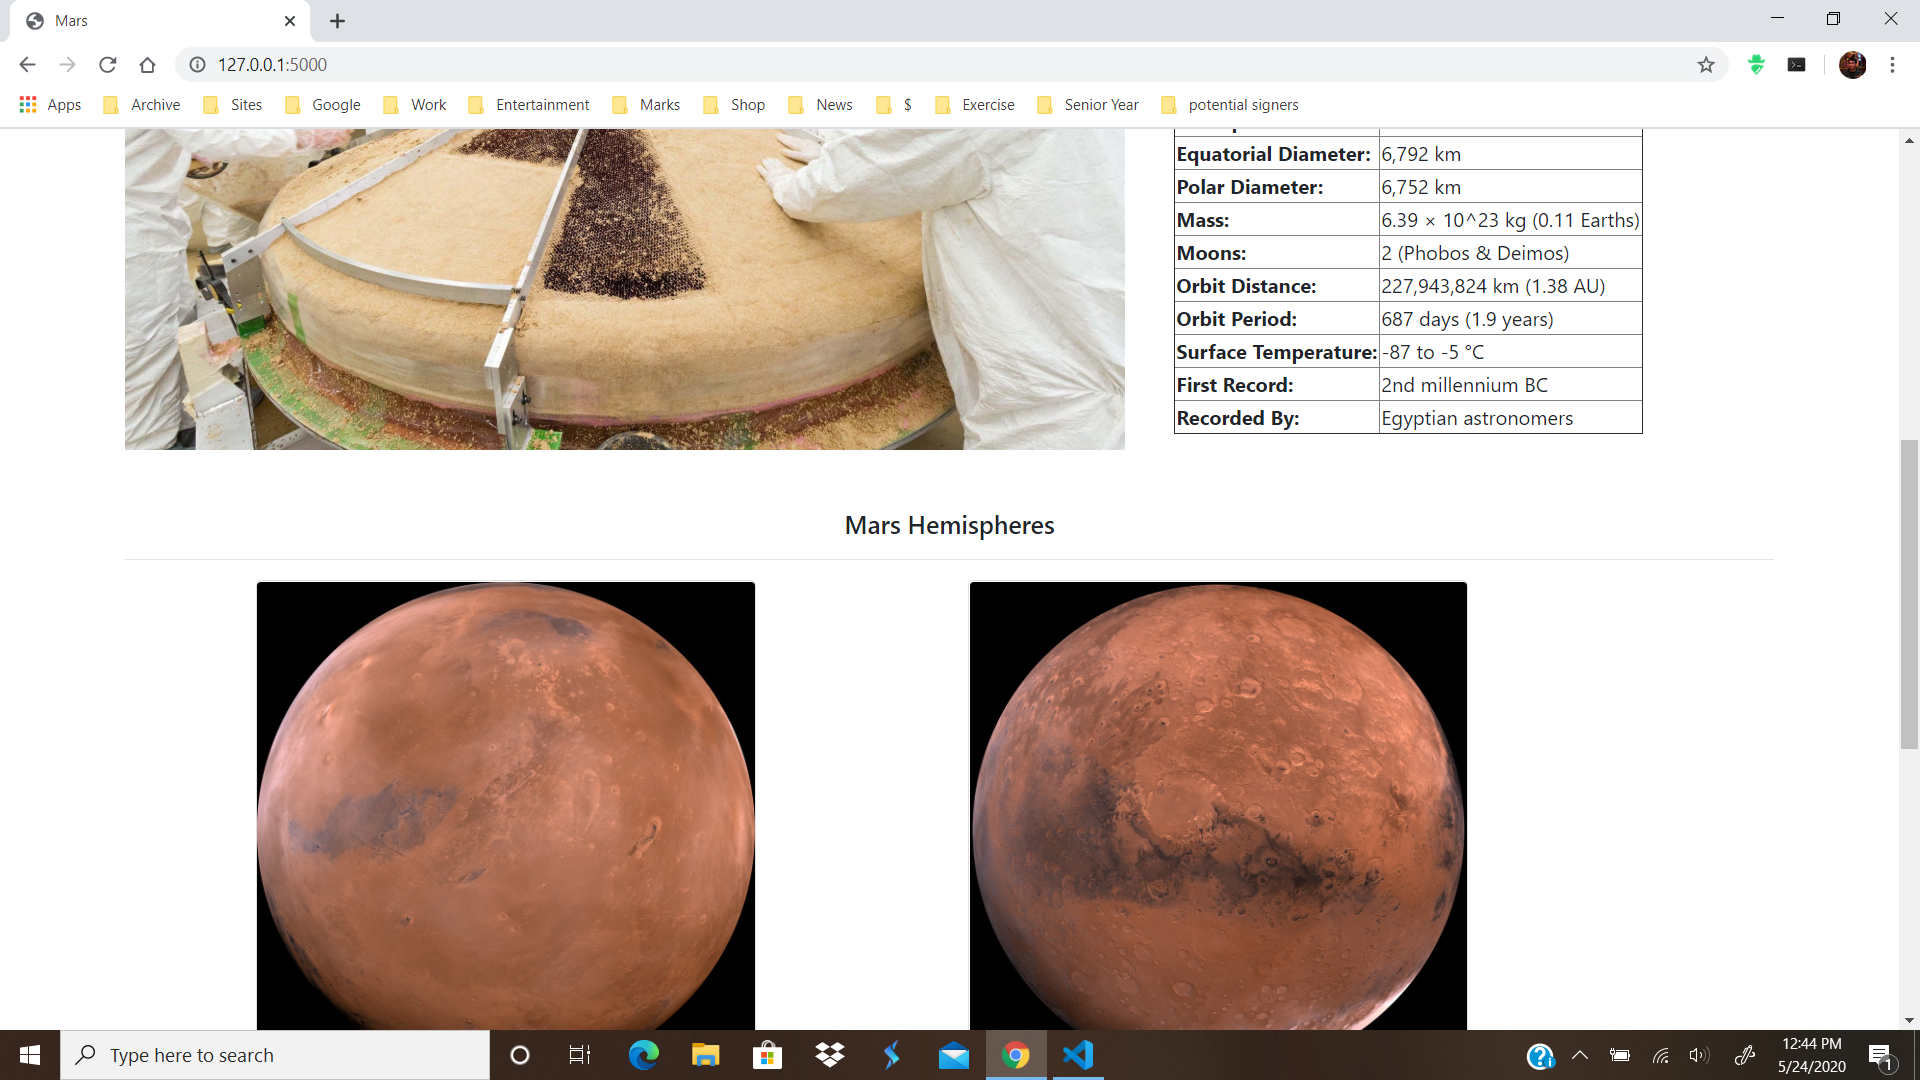 Mars
127.0.0.1:5000
Apps Archive Sites Google Work Entertainment Marks Shop News $ Exercise Senior Year potential signers
Equatorial Diameter: 6,792 km
Polar Diameter: 6,752 km
Mass: 6.39 × 10^23 kg (0.11 Earths)
Moons: 2 (Phobos & Deimos)
Orbit Distance: 227,943,824 km (1.38 AU)
Orbit Period: 687 days (1.9 years)
Surface Temperature: -87 to -5 °C
First Record: 2nd millennium BC
Recorded By: Egyptian astronomers
Mars Hemispheres
Type here to search
12:44 PM
5/24/2020
1